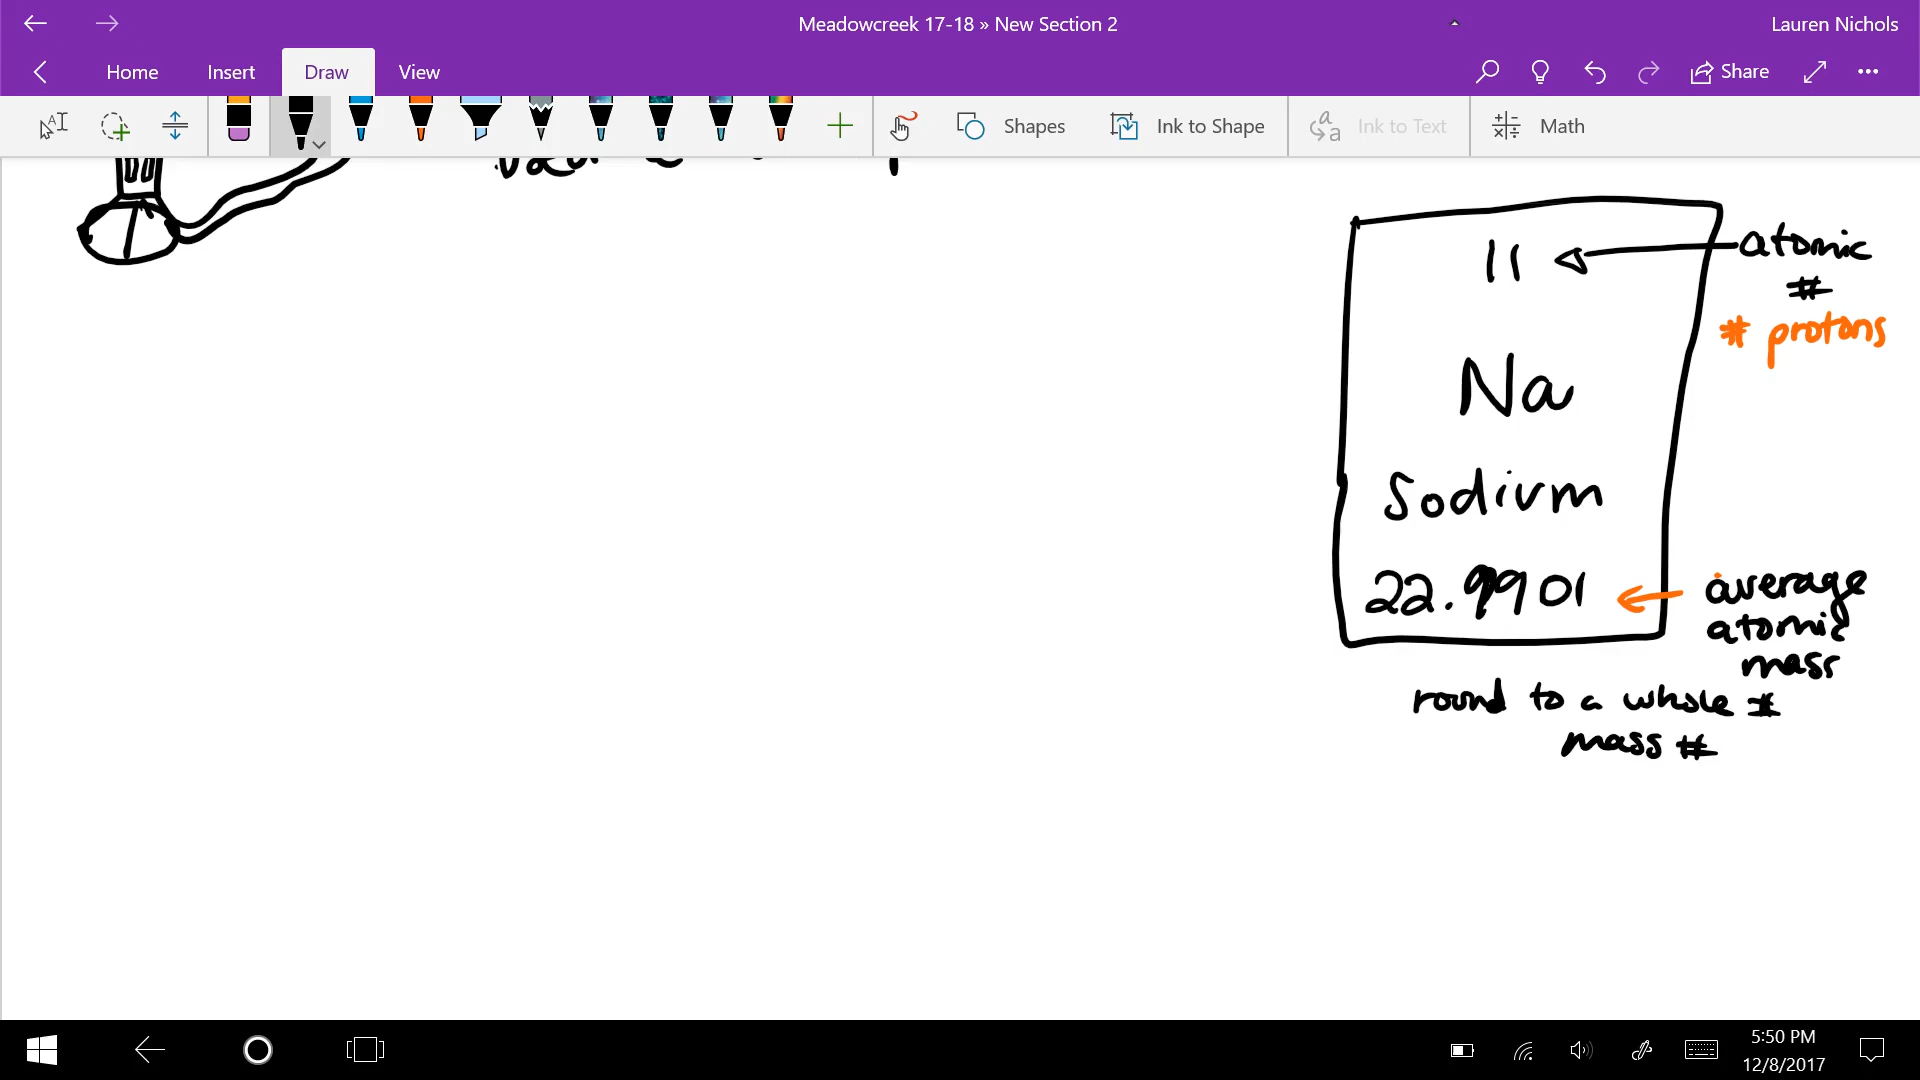 Meadowcreek 17-18 » New Section 2
Lauren Nichols
Home Insert Draw View
Share
Shapes
Ink to Shape
Ink to Text
Math
11
atomic
#
* protons
Na
Sodium
22.9901
average
atomic
mass
round to a whole #
mass #
5:50 PM
12/8/2017